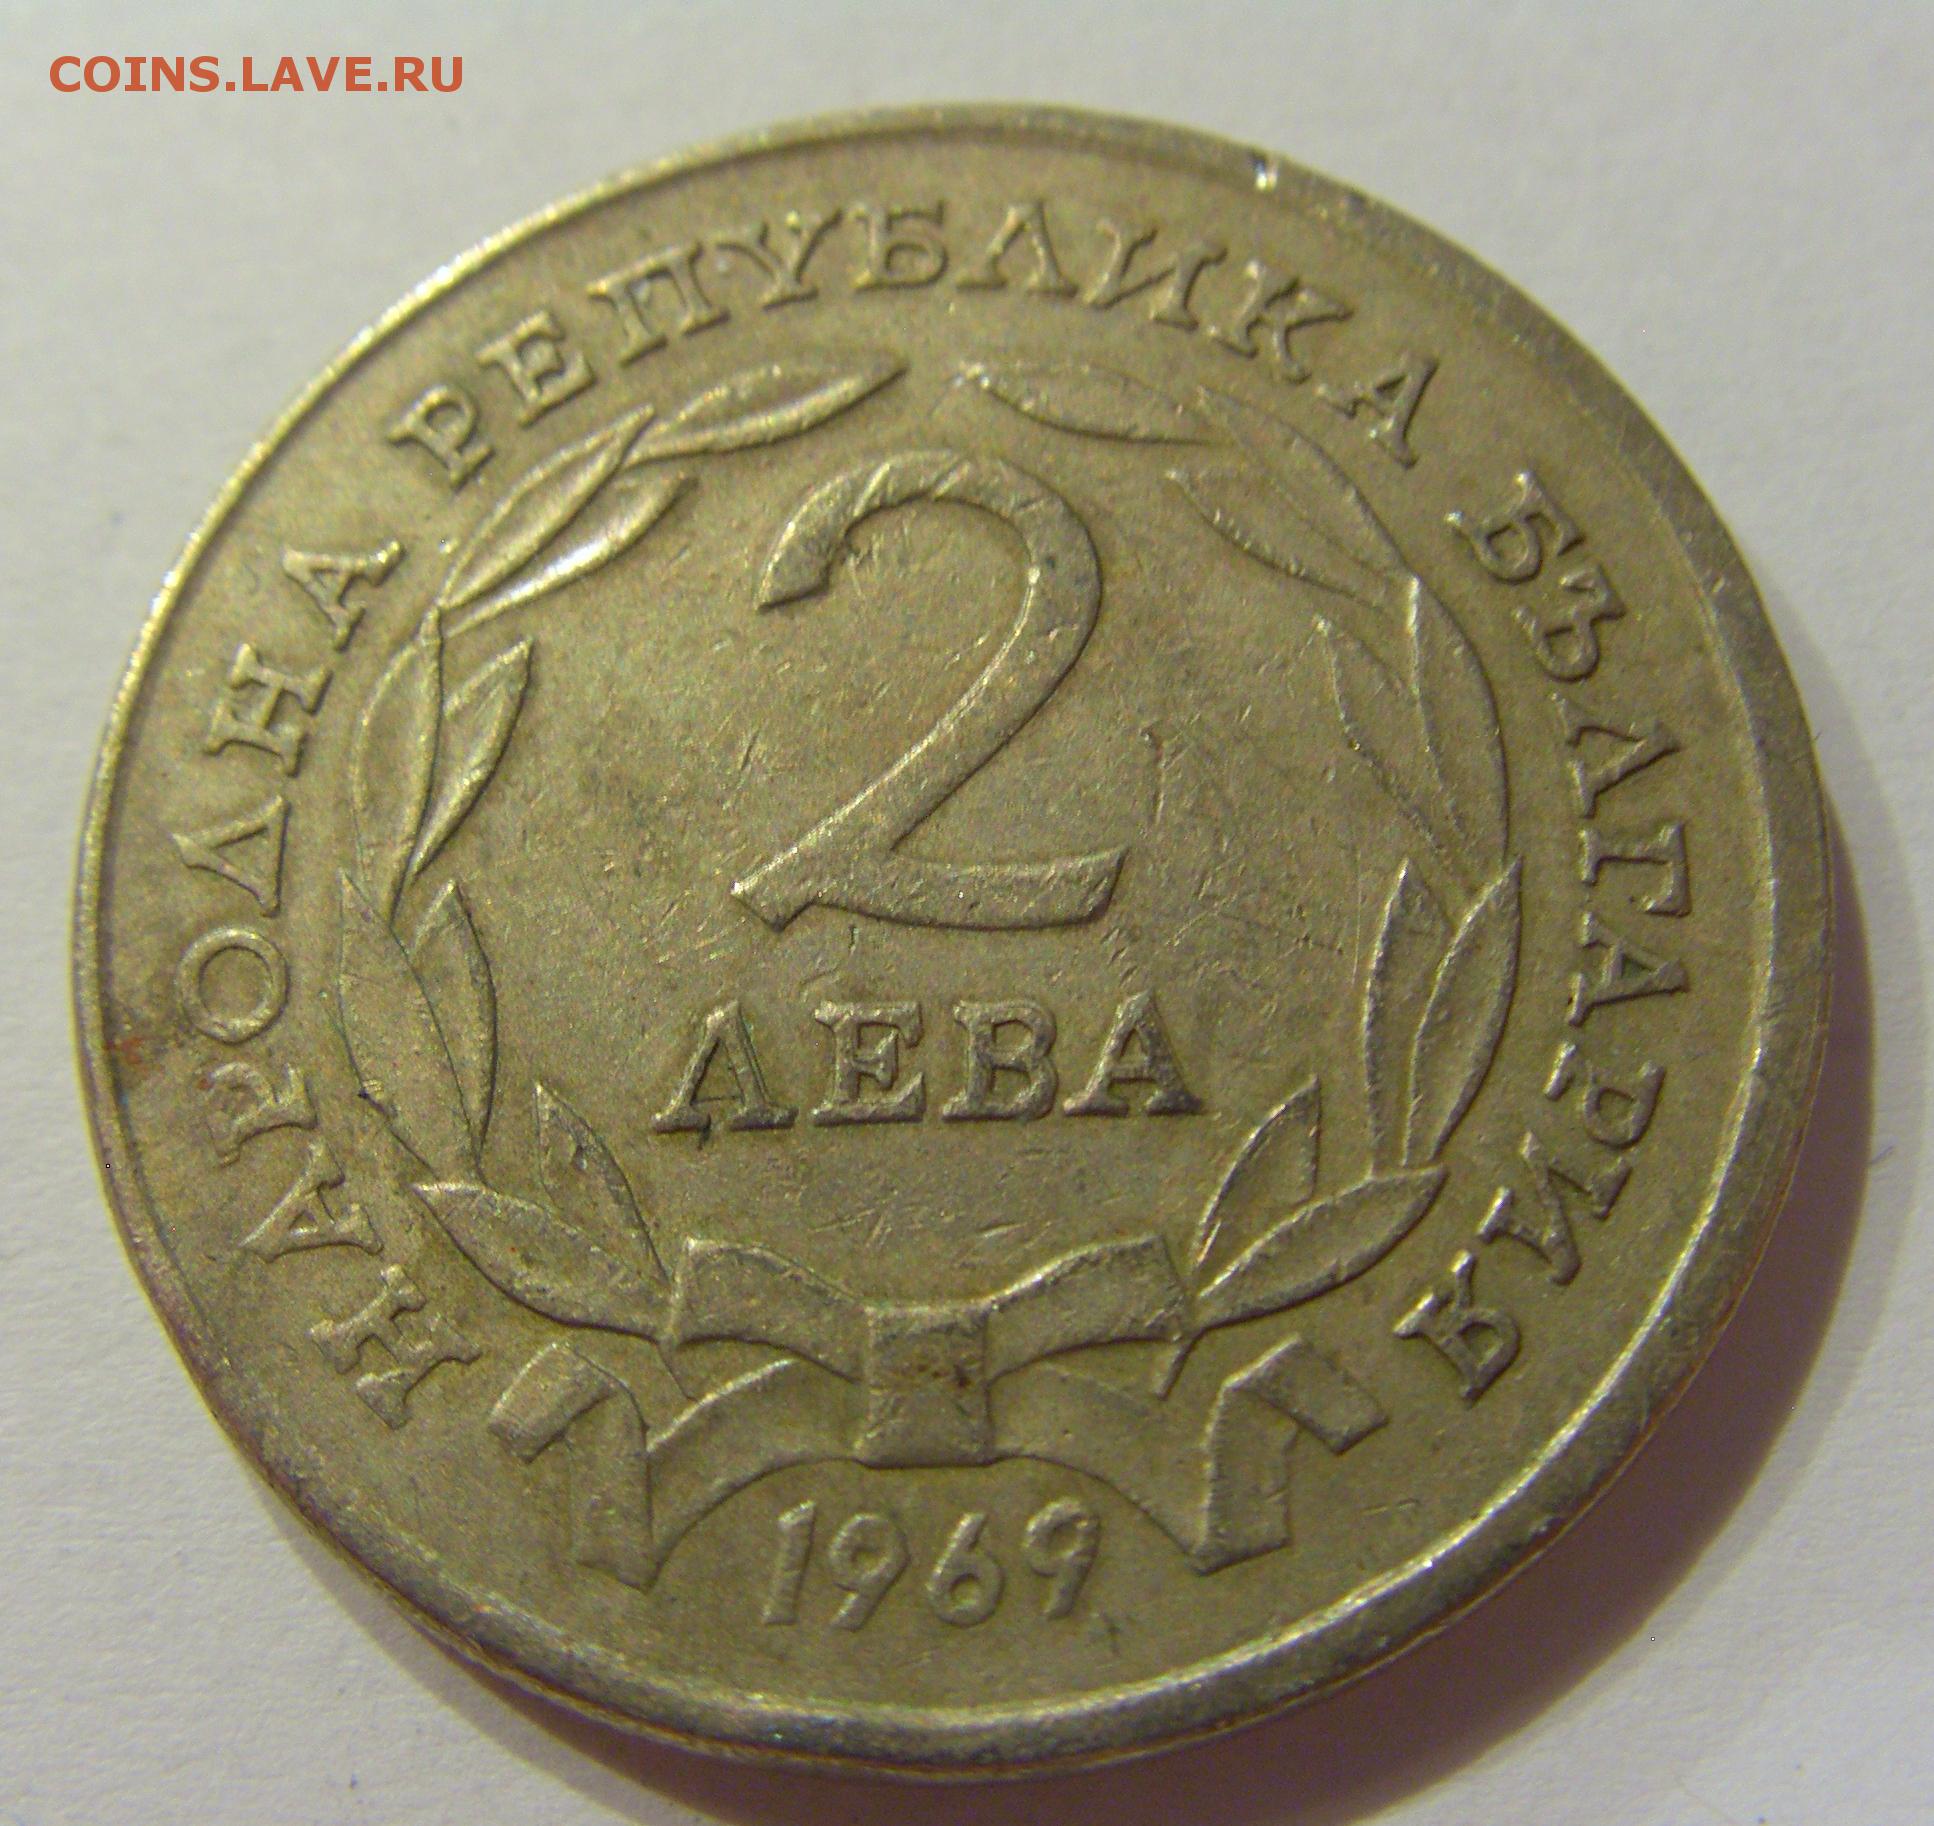 COINS.LAVE.RU
НАРОДНА РЕПУБЛИКА БЪЛГАРИЯ
2
ЛЕВА
1969